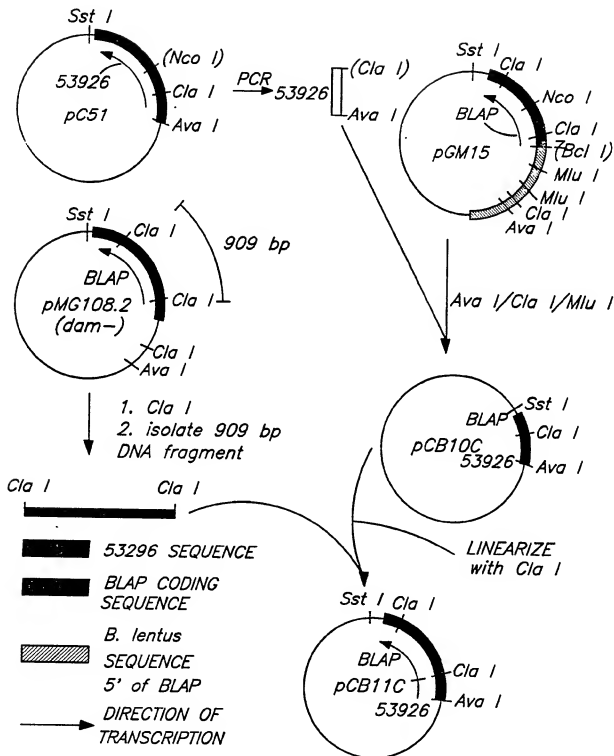 Sst I
(Nco I)
Cla I
Ava I
53926
pC51
PCR
53926
(Cla I)
Ava I
Sst I
Cla I
Nco I
Cla I
(Bcl I)
Mlu I
Mlu I
Cla I
Ava I
BLAP
pGM15
Sst I
Cla I
909 bp
BLAP
Cla I
pMG108.2
(dam-)
Cla I
Ava I
Ava I/Cla I/Mlu I
1. Cla I
2. isolate 909 bp
DNA fragment
BLAP
Sst I
Cla I
pCB10C
53926
Ava I
Cla I
Cla I
LINEARIZE
with Cla I
53296 SEQUENCE
BLAP CODING
SEQUENCE
B. lentus
SEQUENCE
5' of BLAP
DIRECTION OF
TRANSCRIPTION
Sst I
Cla I
BLAP
Cla I
pCB11C
53926
Ava I